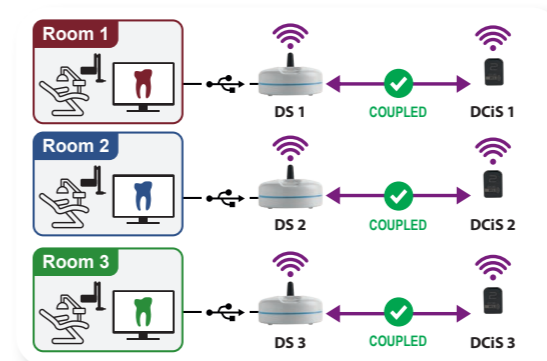 Room 1
DS 1
COUPLED
DCiS 1
Room 2
DS 2
COUPLED
DCiS 2
Room 3
DS 3
COUPLED
DCiS 3